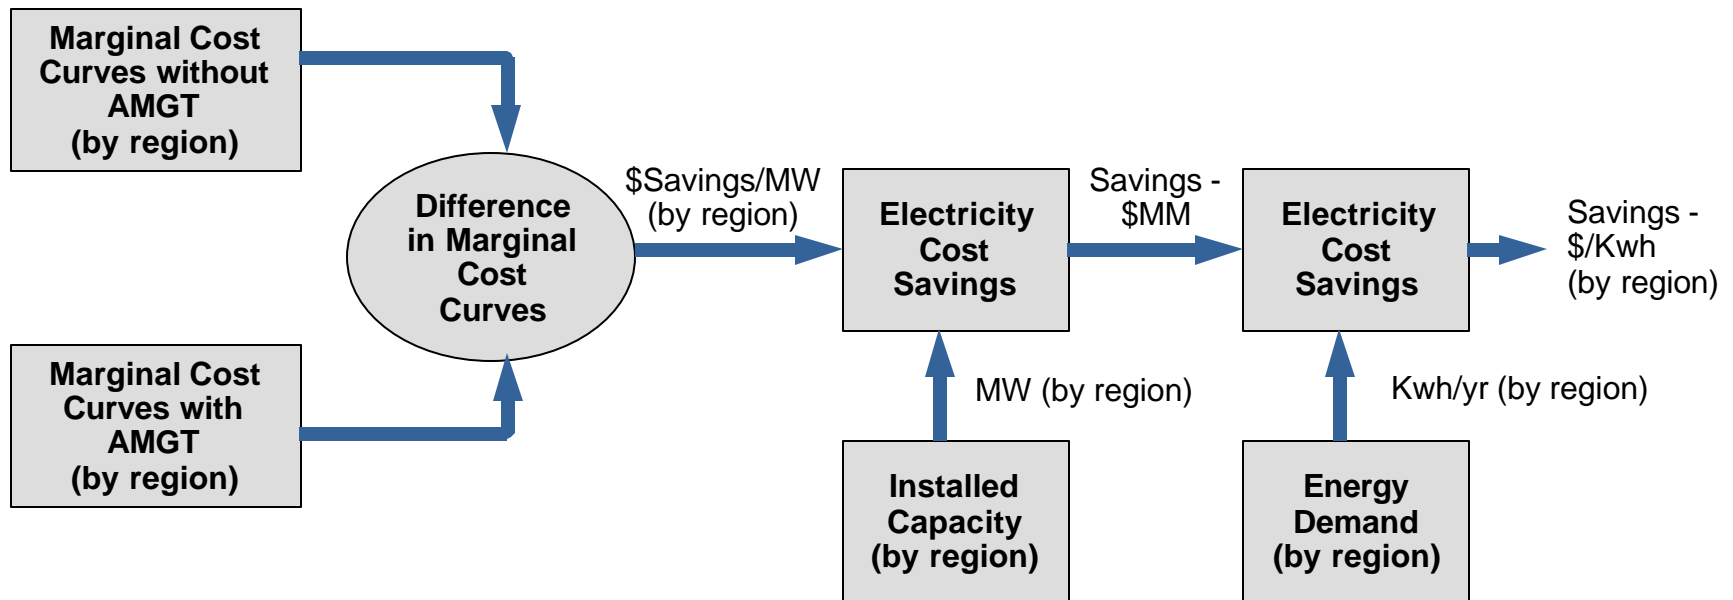 Marginal Cost
Curves without
AMGT
(by region)
Difference
in Marginal
Cost
Curves
Marginal Cost
Curves with
AMGT
(by region)
$Savings/MW
(by region)
Electricity
Cost
Savings
Savings -
$MM
Electricity
Cost
Savings
Savings -
$/Kwh
(by region)
MW (by region)
Kwh/yr (by region)
Installed
Capacity
(by region)
Energy
Demand
(by region)